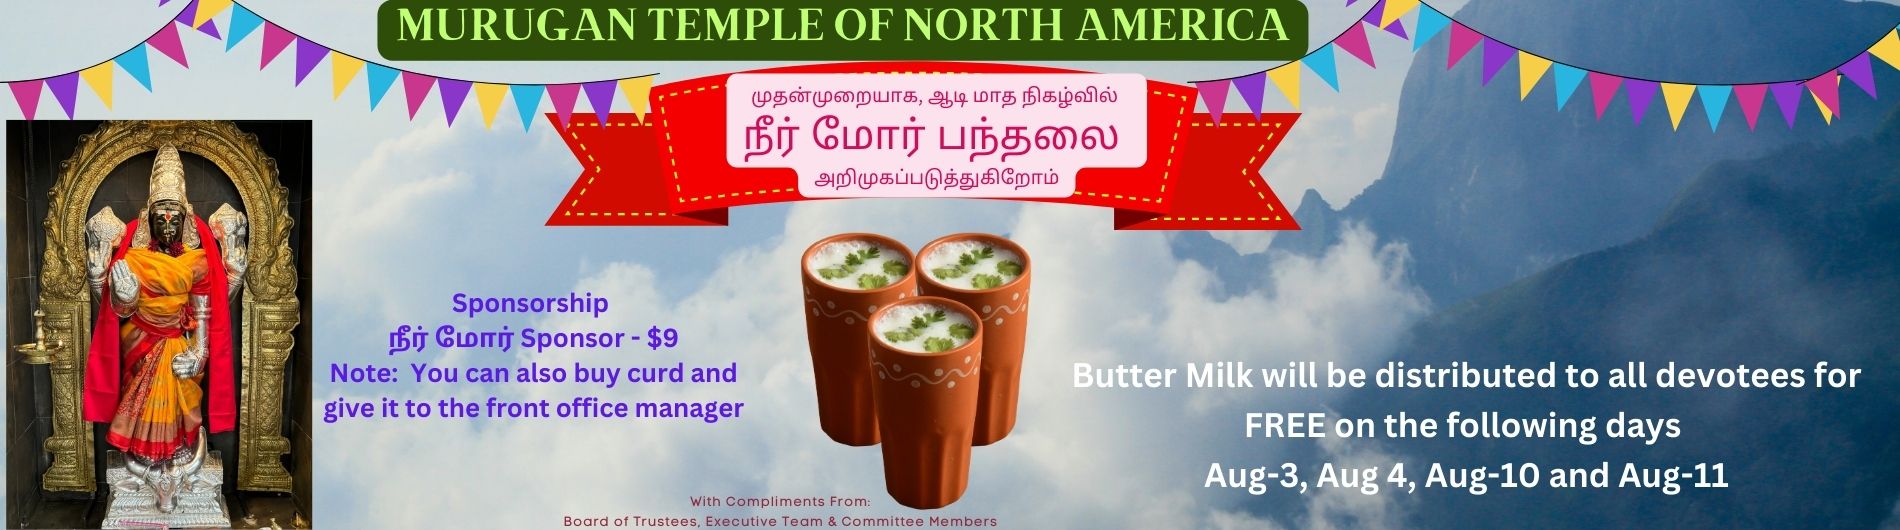 MURUGAN TEMPLE OF NORTH AMERICA
முதன்முறையாக, ஆடி மாத நிகழ்வில்
நீர் மோர் பந்தலை
அறிமுகப்படுத்துகிறோம்
Sponsorship
நீர் மோர் Sponsor - $9
Note: You can also buy curd and
give it to the front office manager
Butter Milk will be distributed to all devotees for
FREE on the following days
Aug-3, Aug 4, Aug-10 and Aug-11
With Compliments From:
Board of Trustees, Executive Team & Committee Members